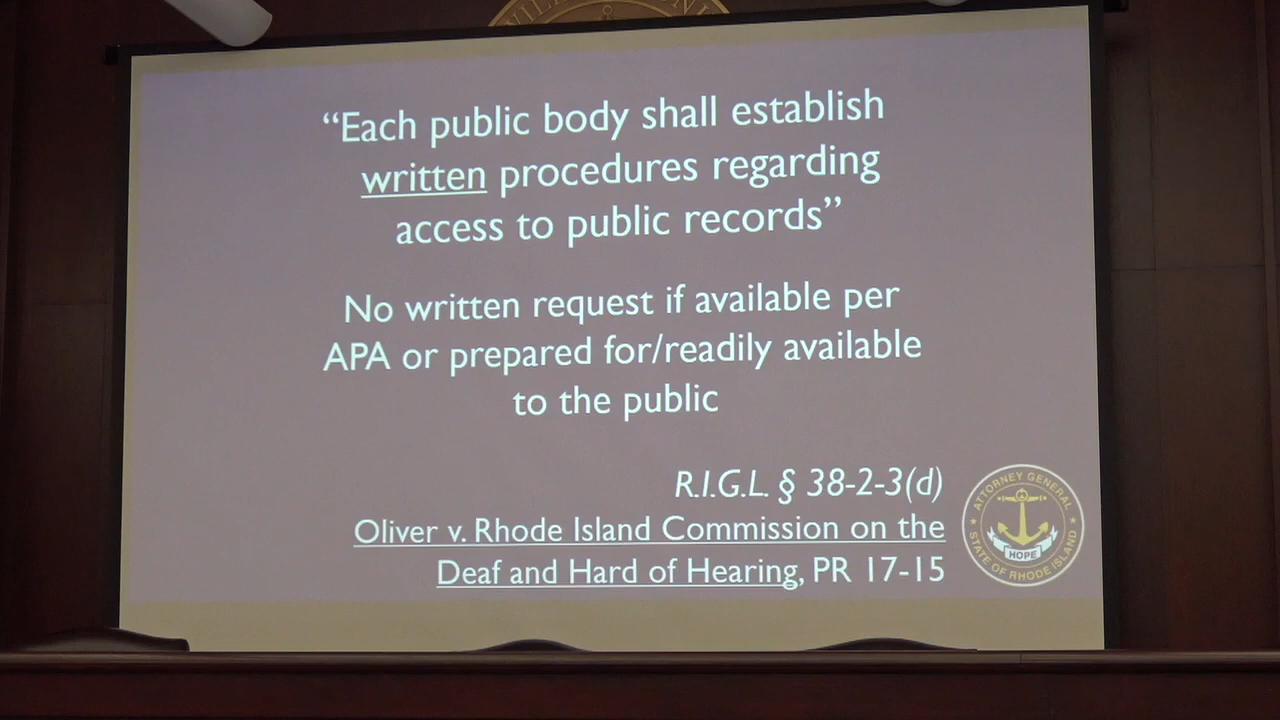 “Each public body shall establish
written procedures regarding
access to public records”
No written request if available per
APA or prepared for/readily available
to the public
R.I.G.L. § 38-2-3(d)
Oliver v. Rhode Island Commission on the
Deaf and Hard of Hearing, PR 17-15
ATTORNEY GENERAL
HOPE
STATE OF RHODE ISLAND